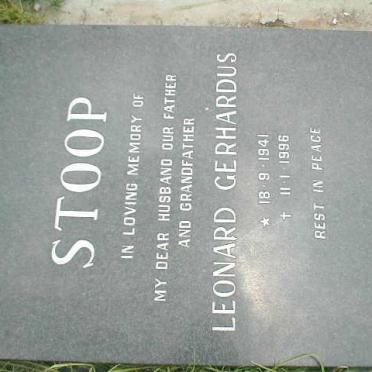 STOOP
IN LOVING MEMORY OF
MY DEAR HUSBAND OUR FATHER
AND GRANDFATHER
LEONARD GERHARDUS
★ 18·9·1941
† 11·1·1996
REST IN PEACE